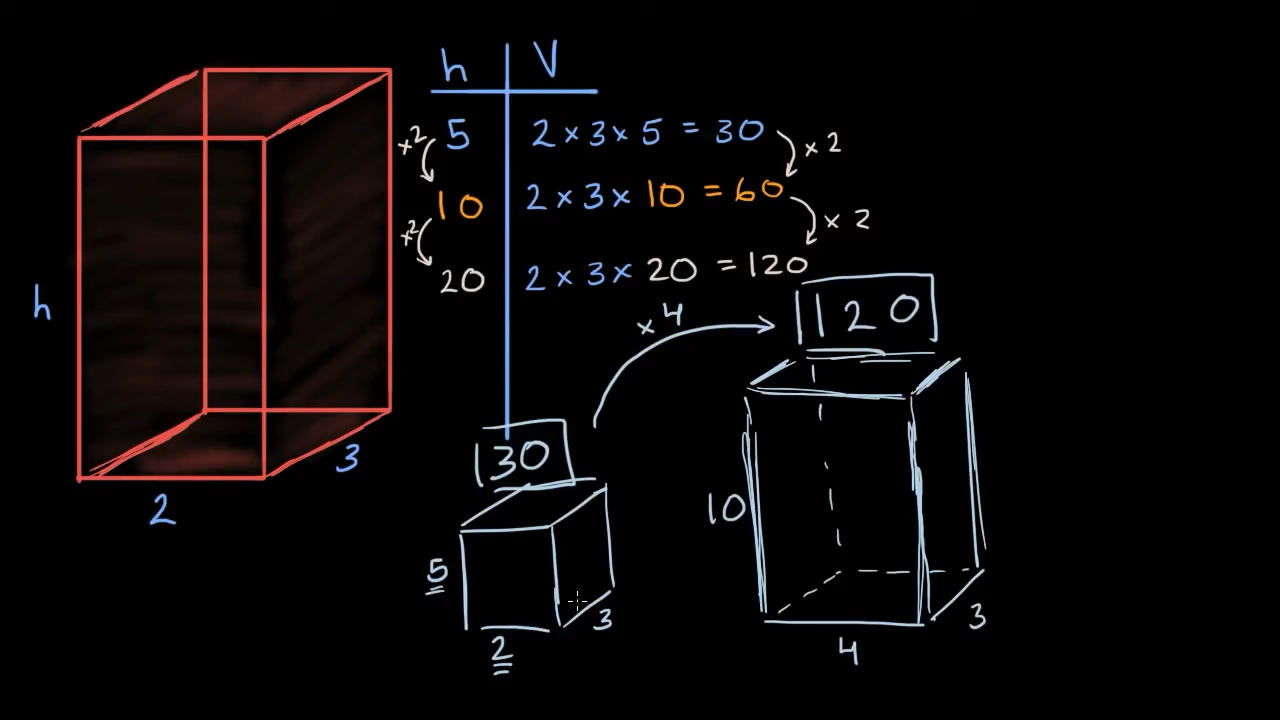 h V
×2 5 2 × 3 × 5 = 30 × 2
×2 10 2 × 3 × 10 = 60 × 2
20 2 × 3 × 20 = 120
h
2
3
30
5
2
3
× 4
120
10
4
3